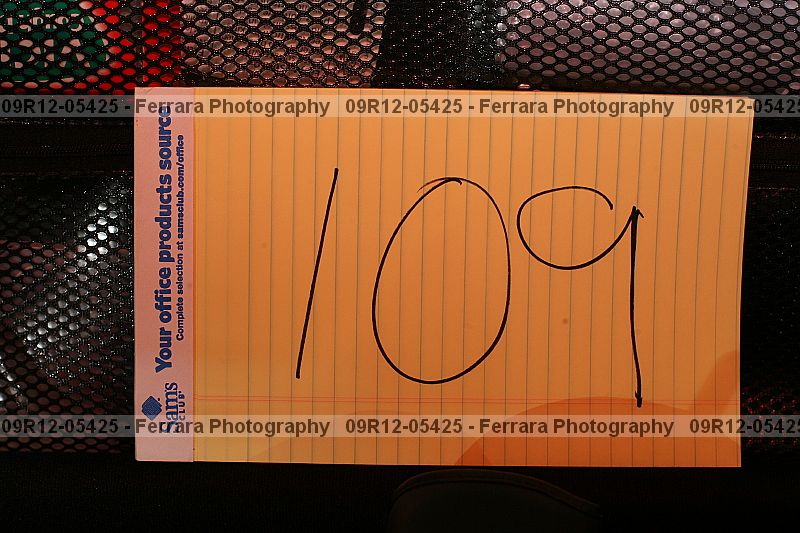 09R12-05425 - Ferrara Photography 09R12-05425 - Ferrara Photography 09R12-05425
Your office products source
Complete selection at samsclub.com/office
Sam's
CLUB
109
09R12-05425 - Ferrara Photography 09R12-05425 - Ferrara Photography 09R12-05425